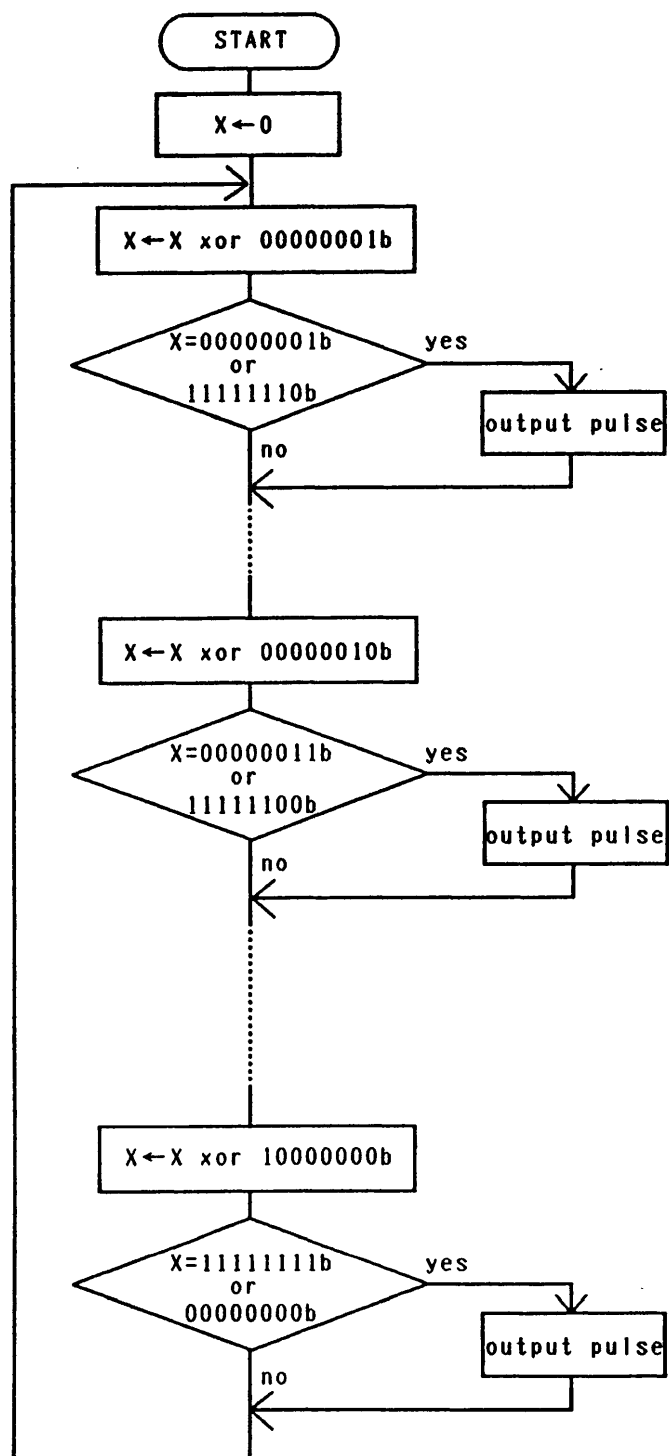 START
X←0
X←X xor 00000001b
X=00000001b
or
11111110b
yes
output pulse
no
X←X xor 00000010b
X=00000011b
or
11111100b
yes
output pulse
no
X←X xor 10000000b
X=11111111b
or
00000000b
yes
output pulse
no